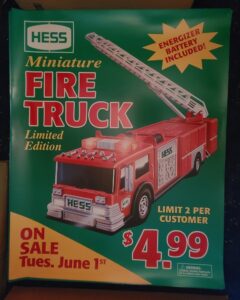 HESS
ENERGIZER
BATTERY
INCLUDED!
Miniature
FIRE
TRUCK
Limited
Edition
HESS
LIMIT 2 PER
CUSTOMER
ON
SALE
Tues. June 1ST
$4.99